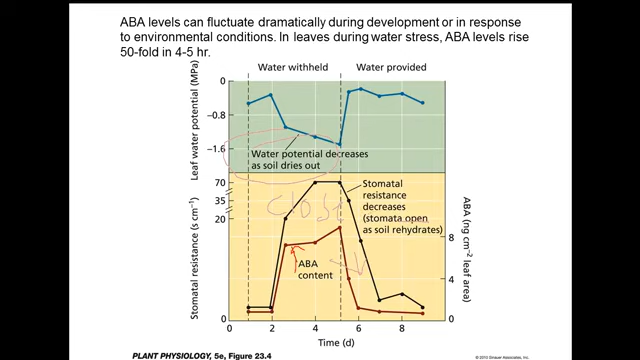 ABA levels can fluctuate dramatically during development or in response
to environmental conditions. In leaves during water stress, ABA levels rise
50-fold in 4-5 hr.
Water withheld
Water provided
Leaf water potential (MPa)
0
–0.8
–1.6
Water potential decreases
as soil dries out
Stomatal resistance (s cm⁻¹)
70
35
20
0
Stomatal
resistance
decreases
(stomata open
as soil rehydrates)
close
ABA
content
ABA (ng cm⁻² leaf area)
8
4
0
0 2 4 6 8
Time (d)
PLANT PHYSIOLOGY, 5e, Figure 23.4
© 2010 Sinauer Associates, Inc.